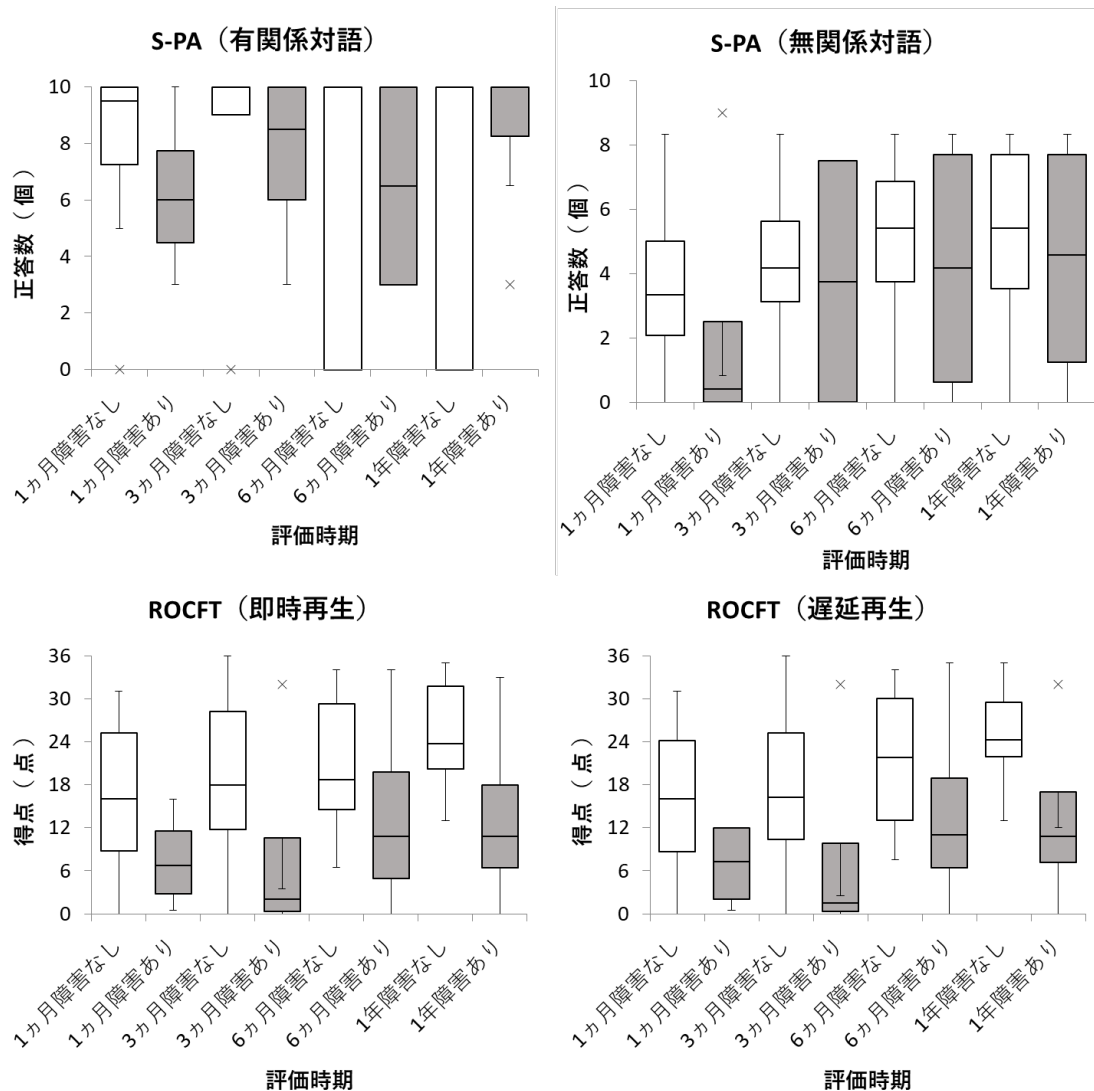 S-PA（有関係対語）
正答数（個）
10
8
6
4
2
0
1ヵ月障害なし
1ヵ月障害あり
3ヵ月障害なし
3ヵ月障害あり
6ヵ月障害なし
6ヵ月障害あり
1年障害なし
1年障害あり
評価時期
S-PA（無関係対語）
正答数（個）
10
8
6
4
2
0
1ヵ月障害なし
1ヵ月障害あり
3ヵ月障害なし
3ヵ月障害あり
6ヵ月障害なし
6ヵ月障害あり
1年障害なし
1年障害あり
評価時期
ROCFT（即時再生）
得点（点）
36
30
24
18
12
6
0
1ヵ月障害なし
1ヵ月障害あり
3ヵ月障害なし
3ヵ月障害あり
6ヵ月障害なし
6ヵ月障害あり
1年障害なし
1年障害あり
評価時期
ROCFT（遅延再生）
得点（点）
36
30
24
18
12
6
0
1ヵ月障害なし
1ヵ月障害あり
3ヵ月障害なし
3ヵ月障害あり
6ヵ月障害なし
6ヵ月障害あり
1年障害なし
1年障害あり
評価時期